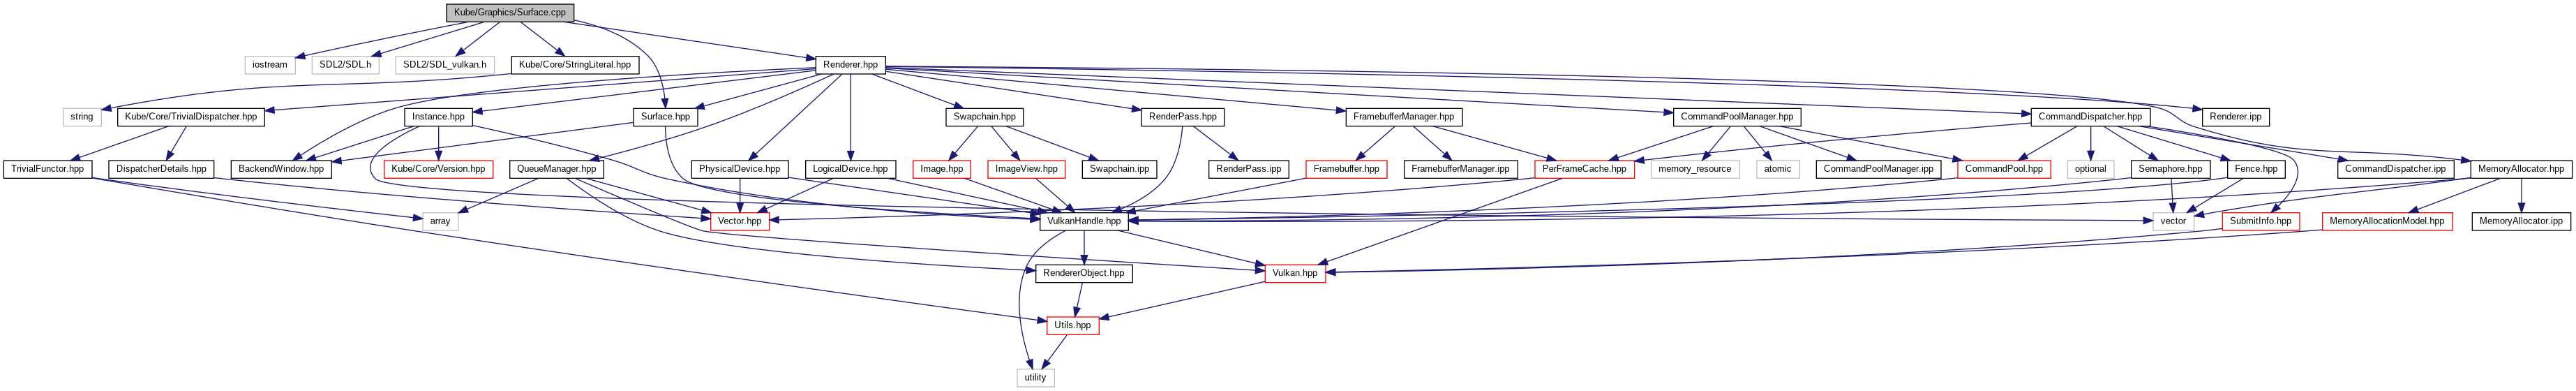 Kube/Graphics/Surface.cpp
iostream
SDL2/SDL.h
SDL2/SDL_vulkan.h
Kube/Core/StringLiteral.hpp
Renderer.hpp
string
Kube/Core/TrivialDispatcher.hpp
Instance.hpp
Surface.hpp
Swapchain.hpp
RenderPass.hpp
FramebufferManager.hpp
CommandPoolManager.hpp
CommandDispatcher.hpp
Renderer.ipp
TrivialFunctor.hpp
DispatcherDetails.hpp
BackendWindow.hpp
Kube/Core/Version.hpp
QueueManager.hpp
PhysicalDevice.hpp
LogicalDevice.hpp
Image.hpp
ImageView.hpp
Swapchain.ipp
RenderPass.ipp
Framebuffer.hpp
FramebufferManager.ipp
PerFrameCache.hpp
memory_resource
atomic
CommandPoolManager.ipp
CommandPool.hpp
optional
Semaphore.hpp
Fence.hpp
CommandDispatcher.ipp
MemoryAllocator.hpp
array
Vector.hpp
VulkanHandle.hpp
vector
SubmitInfo.hpp
MemoryAllocationModel.hpp
MemoryAllocator.ipp
RendererObject.hpp
Vulkan.hpp
Utils.hpp
utility